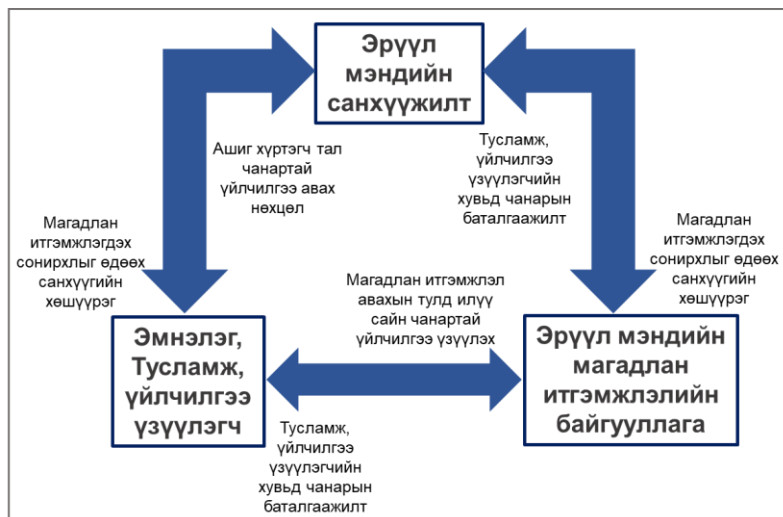 Эрүүл
мэндийн
санхүүжилт
Ашиг хүртэгч тал
чанартай
үйлчилгээ авах
нөхцөл
Тусламж,
үйлчилгээ
үзүүлэгчийн
хувьд чанарын
баталгаажилт
Магадлан
итгэмжлэгдэх
сонирхлыг өдөөх
санхүүгийн
хөшүүрэг
Магадлан итгэмжлэл
авахын тулд илүү
сайн чанартай
үйлчилгээ үзүүлэх
Магадлан
итгэмжлэгдэх
сонирхлыг өдөөх
санхүүгийн
хөшүүрэг
Эмнэлэг,
Тусламж,
үйлчилгээ
үзүүлэгч
Эрүүл мэндийн
магадлан
итгэмжлэлийн
байгууллага
Тусламж,
үйлчилгээ
үзүүлэгчийн
хувьд чанарын
баталгаажилт